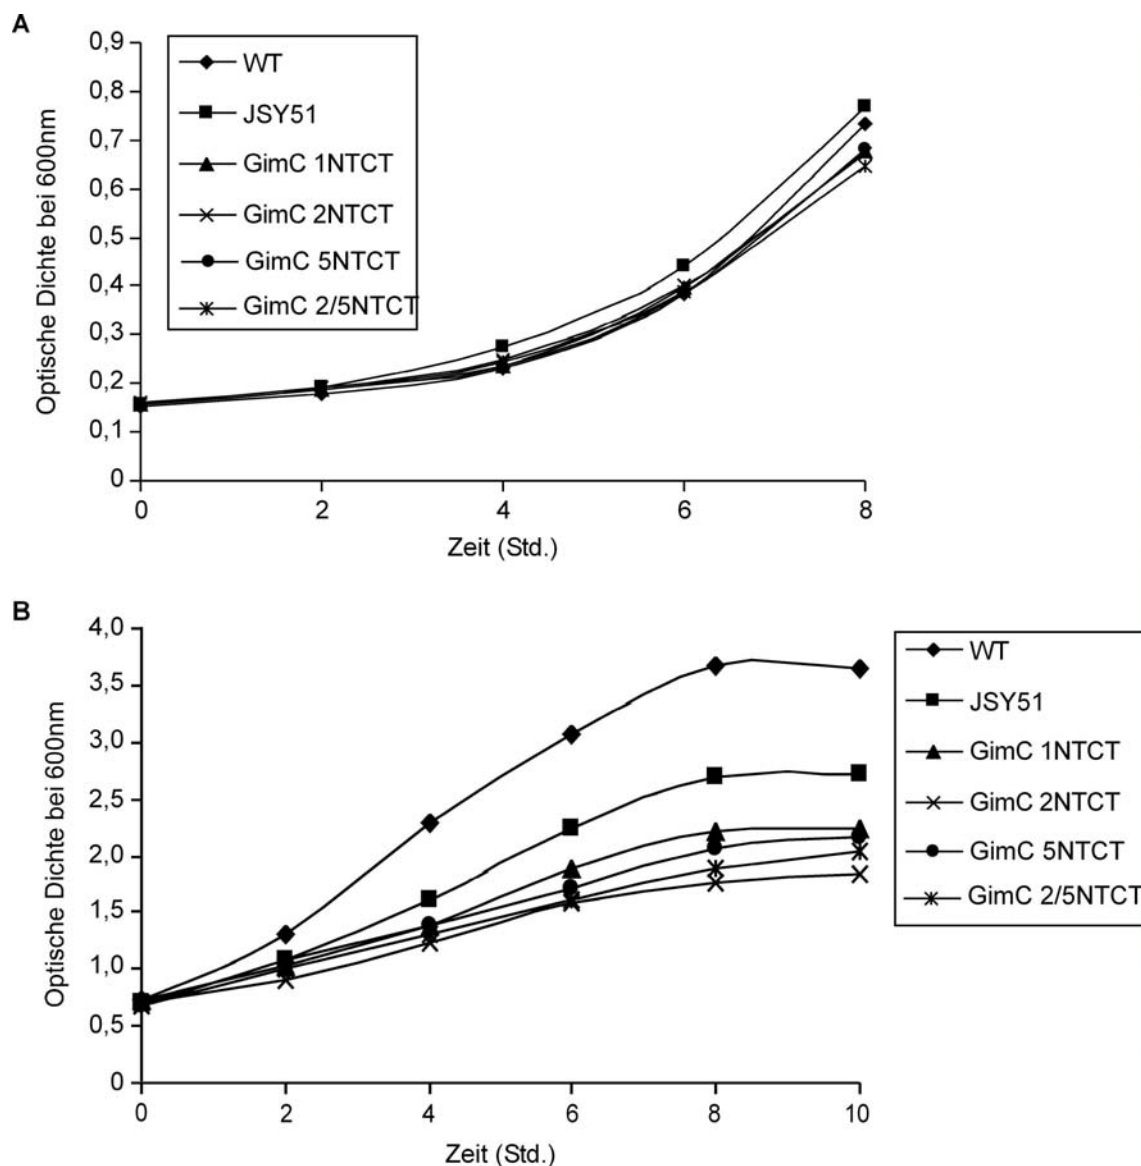 A
Optische Dichte bei 600nm
0,9
0,8
0,7
0,6
0,5
0,4
0,3
0,2
0,1
0
WT
JSY51
GimC 1NTCT
GimC 2NTCT
GimC 5NTCT
GimC 2/5NTCT
0 2 4 6 8
Zeit (Std.)
B
Optische Dichte bei 600nm
4,0
3,5
3,0
2,5
2,0
1,5
1,0
0,5
0
WT
JSY51
GimC 1NTCT
GimC 2NTCT
GimC 5NTCT
GimC 2/5NTCT
0 2 4 6 8 10
Zeit (Std.)